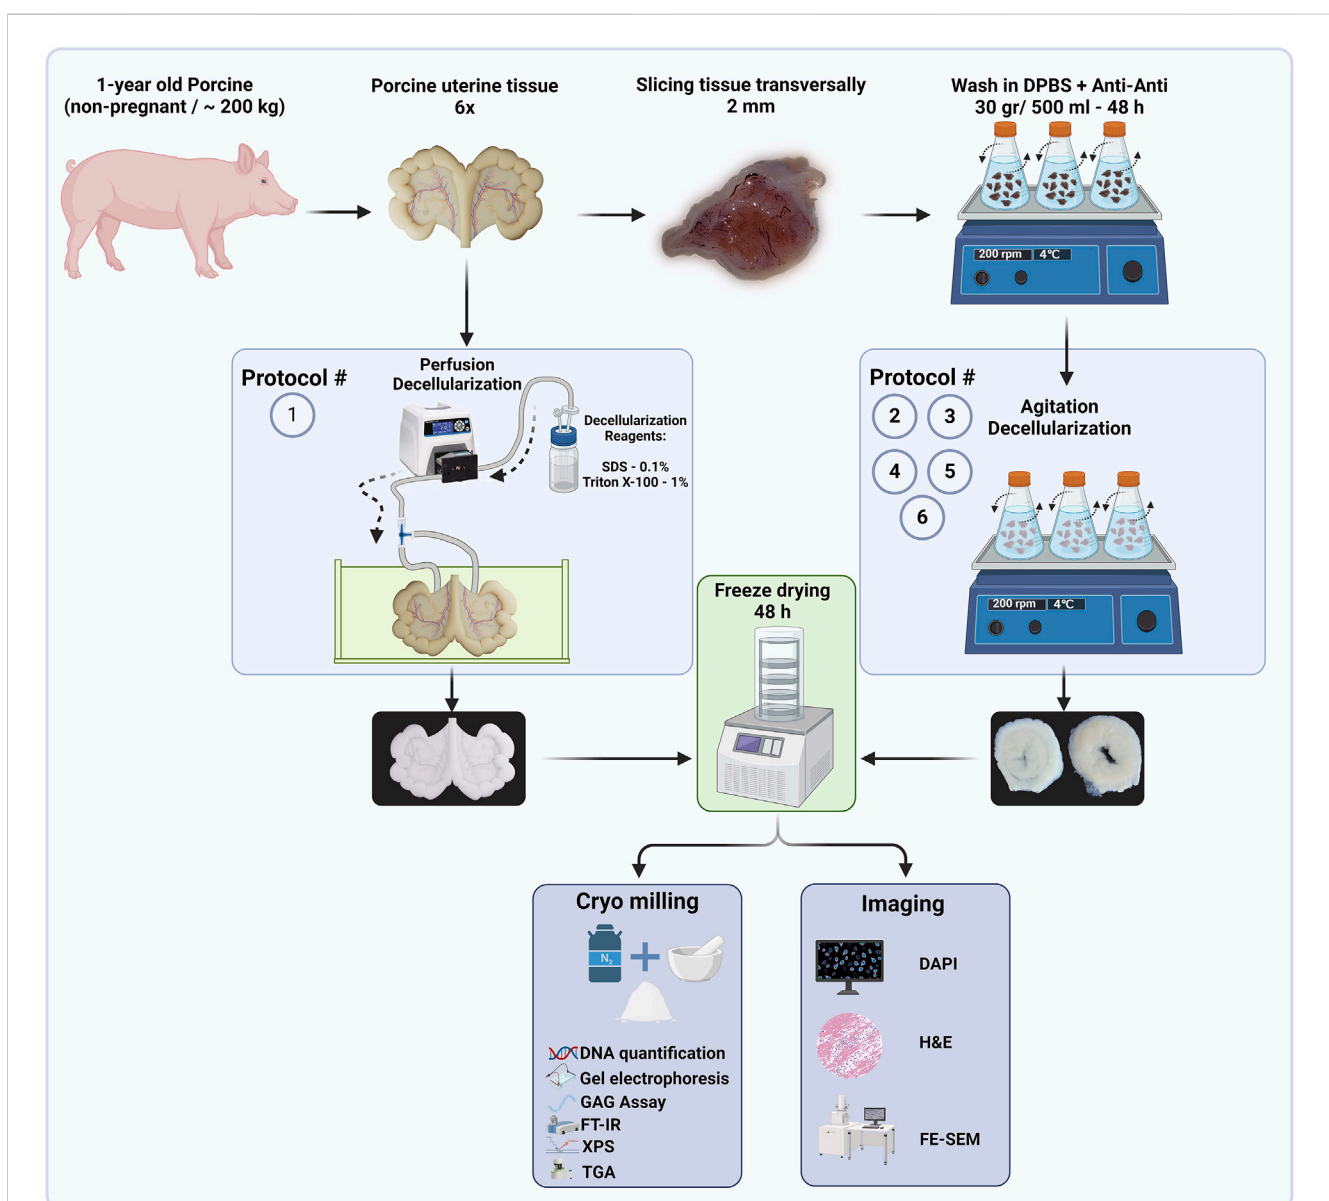 1-year old Porcine
(non-pregnant / ~ 200 kg)
Porcine uterine tissue
6x
Slicing tissue transversally
2 mm
Wash in DPBS + Anti-Anti
30 gr/ 500 ml - 48 h
200 rpm
4°C
Protocol #
1
Perfusion
Decellularization
Decellularization
Reagents:
SDS - 0.1%
Triton X-100 - 1%
Protocol #
2
3
4
5
6
Agitation
Decellularization
200 rpm
4°C
Freeze drying
48 h
Cryo milling
N2
DNA quantification
Gel electrophoresis
GAG Assay
FT-IR
XPS
TGA
Imaging
DAPI
H&E
FE-SEM